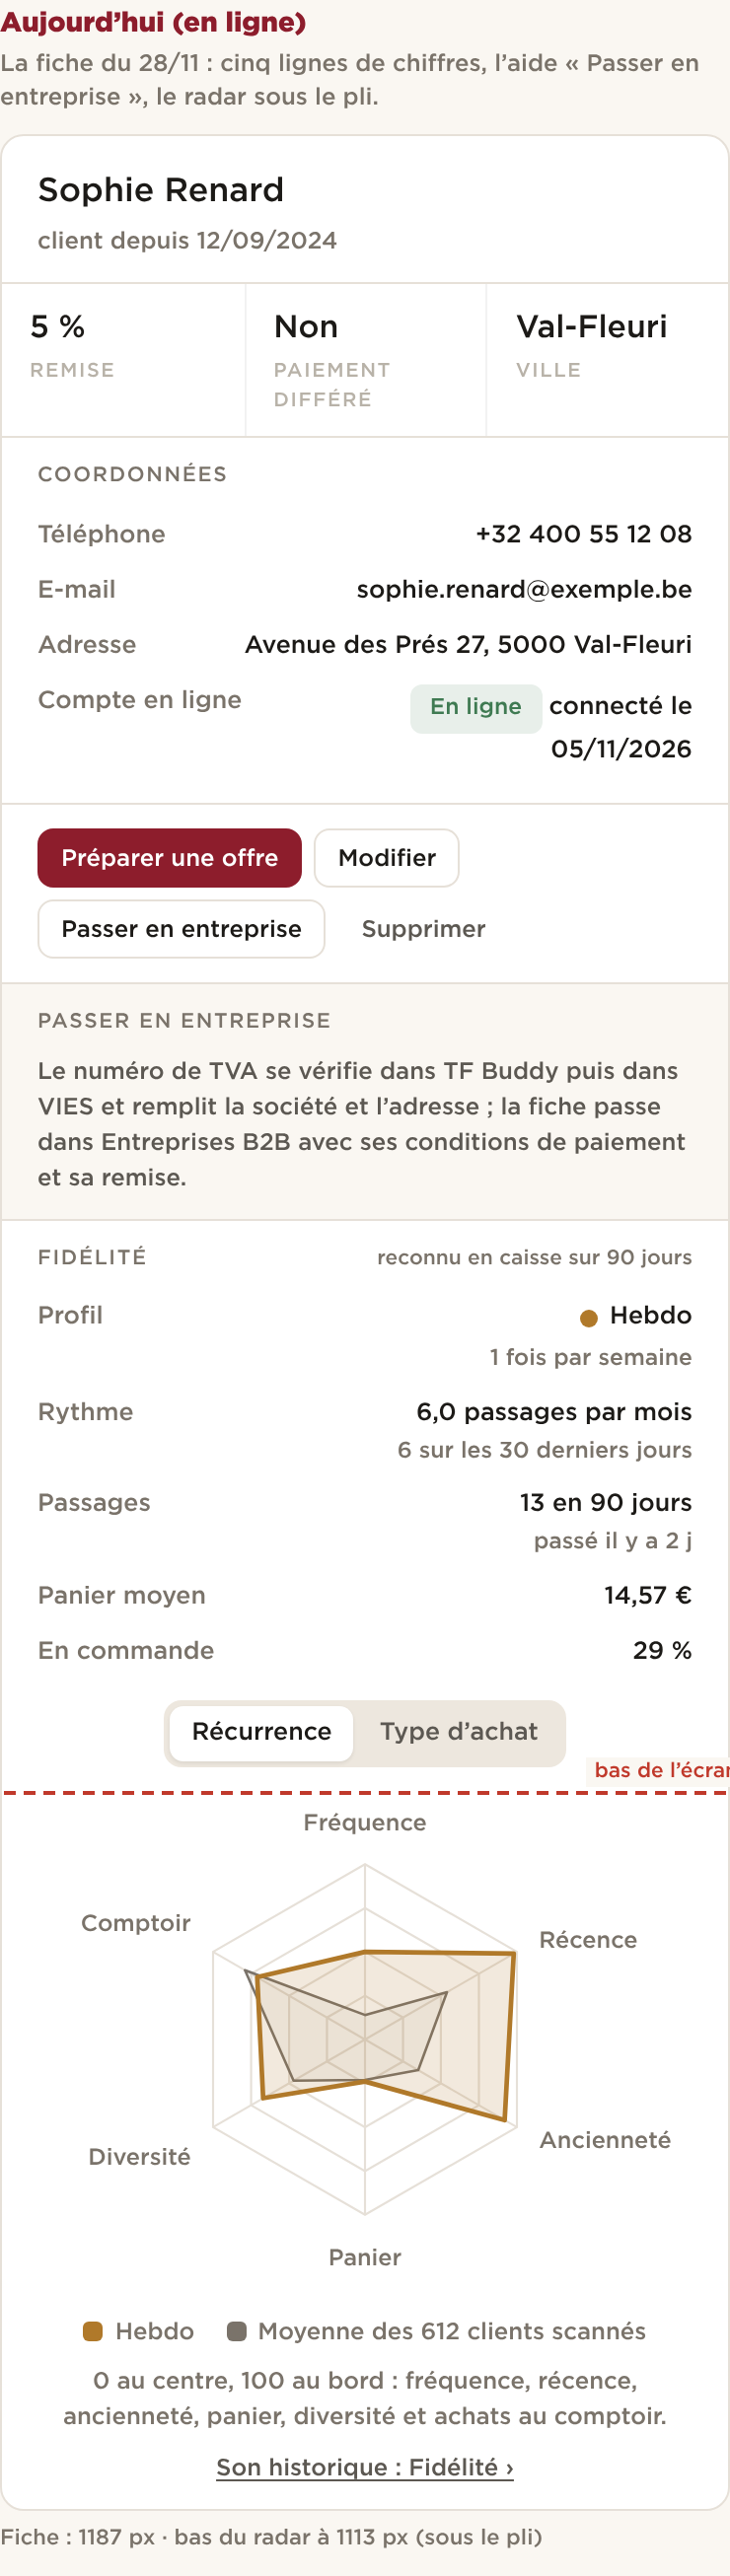 Aujourd’hui (en ligne)
La fiche du 28/11 : cinq lignes de chiffres, l’aide « Passer en
entreprise », le radar sous le pli.
Sophie Renard
client depuis 12/09/2024
5 %
REMISE
Non
PAIEMENT
DIFFÉRÉ
Val-Fleuri
VILLE
COORDONNÉES
Téléphone +32 400 55 12 08
E-mail sophie.renard@exemple.be
Adresse Avenue des Prés 27, 5000 Val-Fleuri
Compte en ligne En ligne connecté le
05/11/2026
Préparer une offre Modifier
Passer en entreprise Supprimer
PASSER EN ENTREPRISE
Le numéro de TVA se vérifie dans TF Buddy puis dans
VIES et remplit la société et l’adresse ; la fiche passe
dans Entreprises B2B avec ses conditions de paiement
et sa remise.
FIDÉLITÉ reconnu en caisse sur 90 jours
Profil Hebdo
1 fois par semaine
Rythme 6,0 passages par mois
6 sur les 30 derniers jours
Passages 13 en 90 jours
passé il y a 2 j
Panier moyen 14,57 €
En commande 29 %
Récurrence Type d’achat
bas de l’écran
Fréquence
Comptoir
Récence
Ancienneté
Diversité
Panier
Hebdo Moyenne des 612 clients scannés
0 au centre, 100 au bord : fréquence, récence,
ancienneté, panier, diversité et achats au comptoir.
Son historique : Fidélité ›
Fiche : 1187 px · bas du radar à 1113 px (sous le pli)